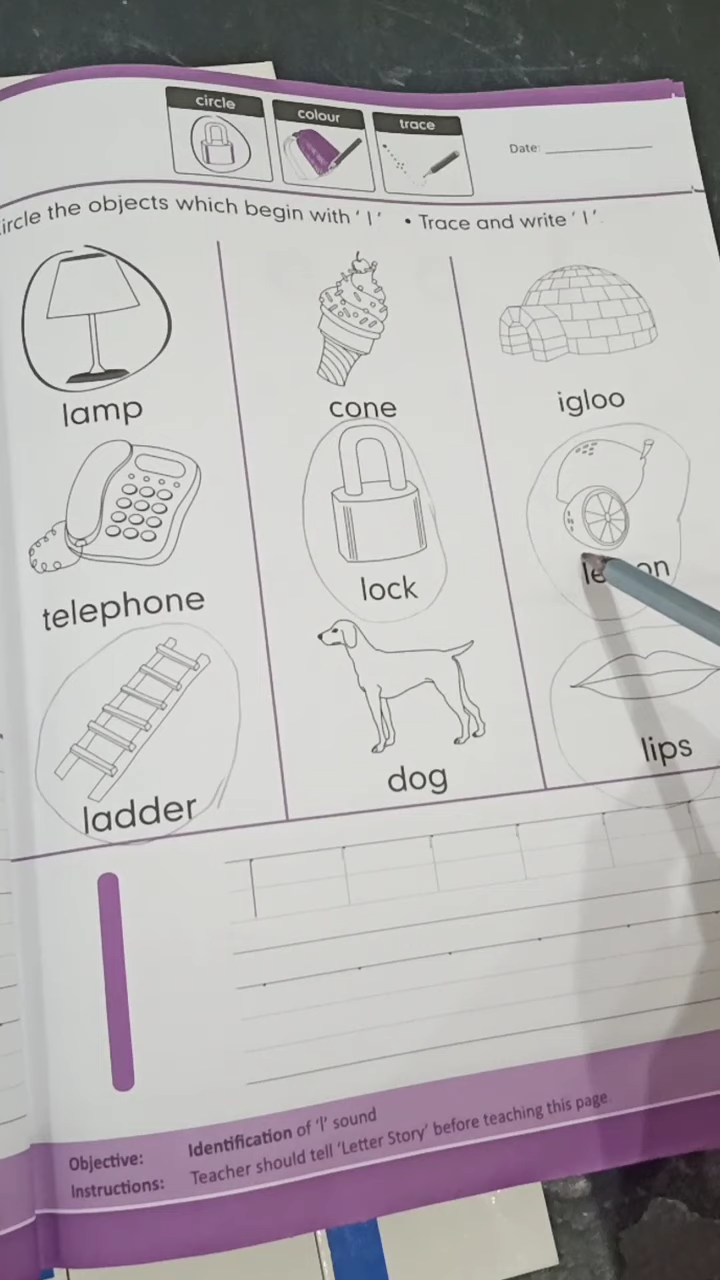 circle colour trace
Date:
ircle the objects which begin with 'l' • Trace and write 'l'.
lamp cone igloo
telephone lock
ladder dog lips
l
Objective: Identification of 'l' sound
Instructions: Teacher should tell 'Letter Story' before teaching this page